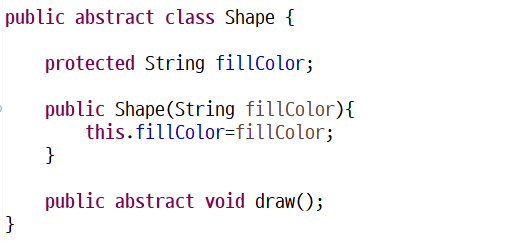 public abstract class Shape {
protected String fillColor;
public Shape(String fillColor){
this.fillColor=fillColor;
}
public abstract void draw();
}